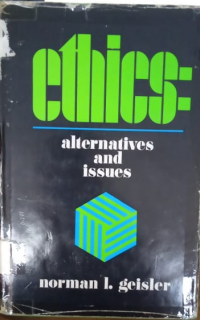 ethics:
alternatives
and
issues
norman l. geisler